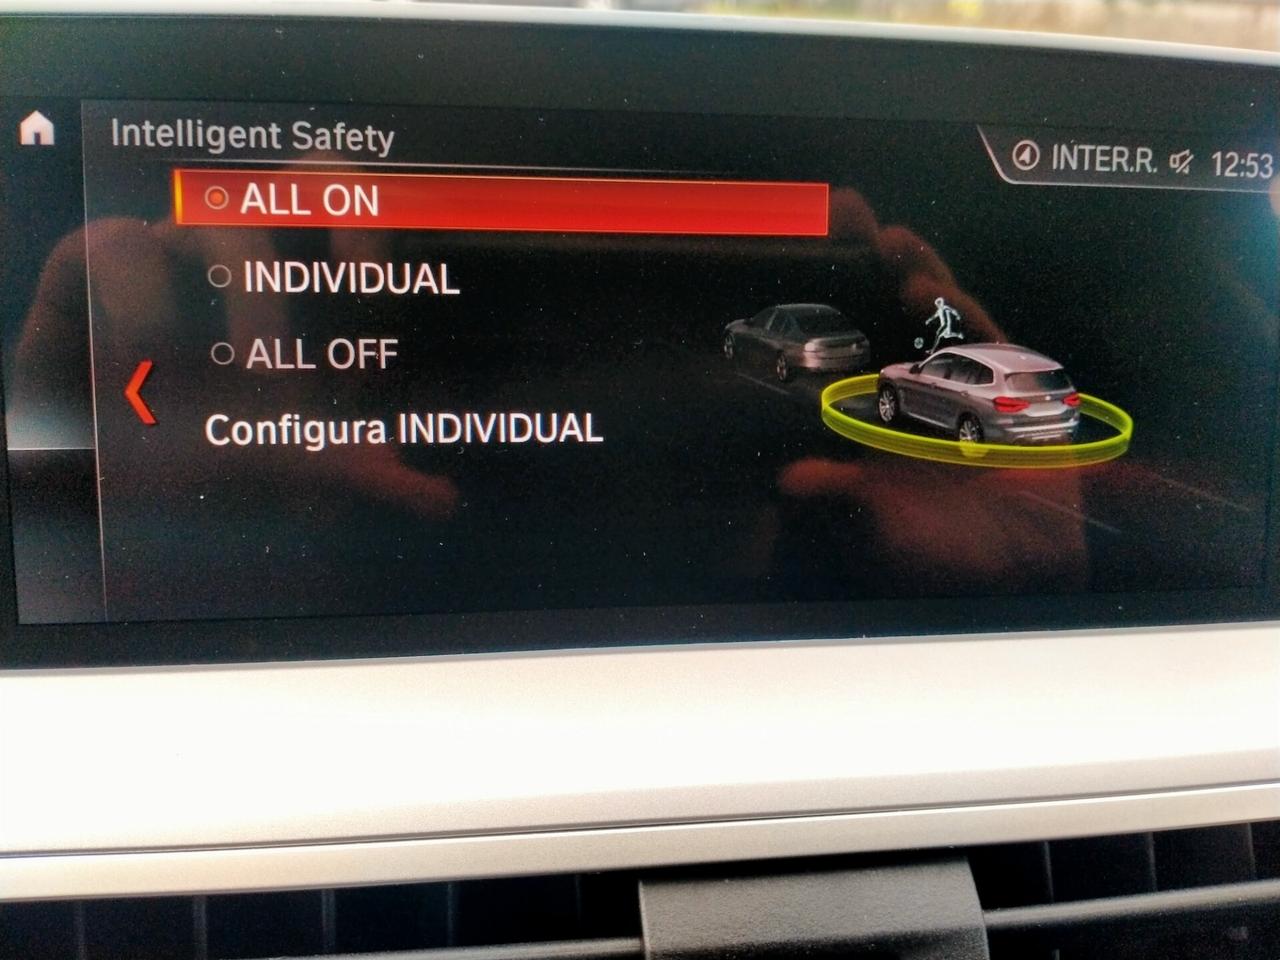 Intelligent Safety
INTER.R. 12:53
ALL ON
INDIVIDUAL
ALL OFF
Configura INDIVIDUAL